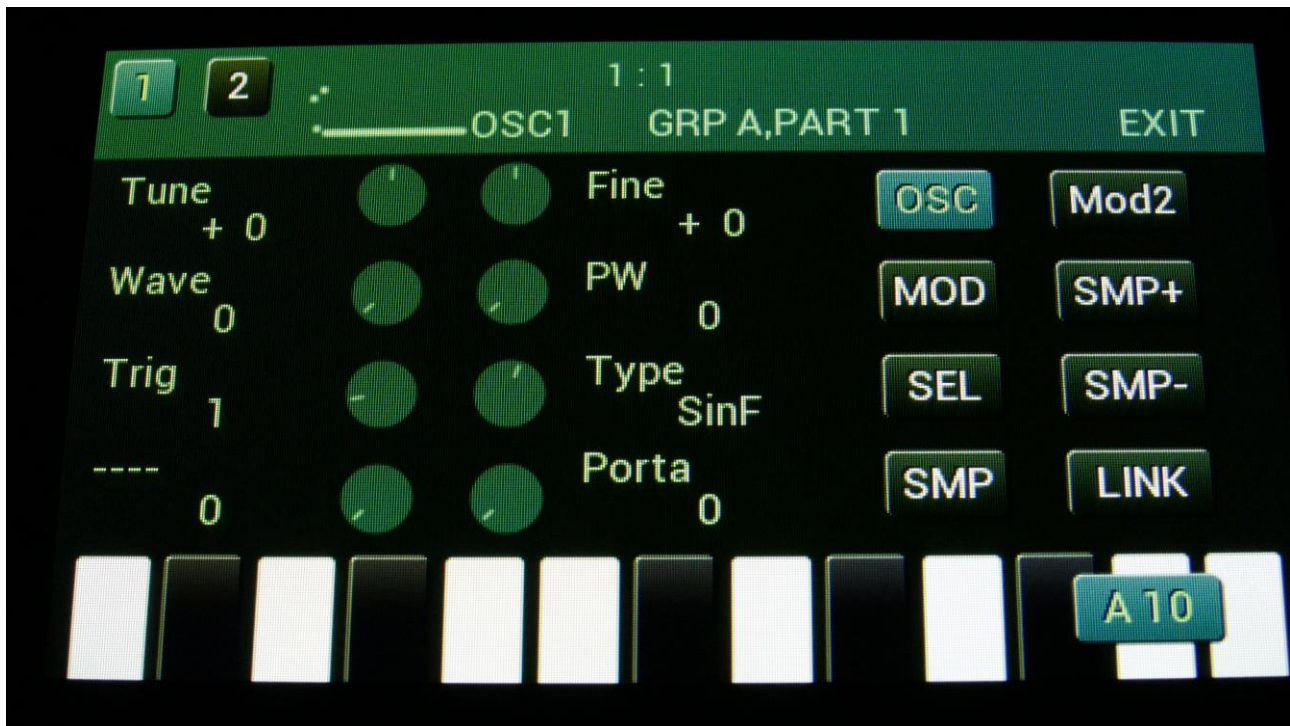 1 2 1 : 1
OSC1 GRP A,PART 1 EXIT
Tune Fine OSC Mod2
+ 0 + 0
Wave PW MOD SMP+
0 0
Trig Type SEL SMP-
1 SinF
---- Porta SMP LINK
0 0
A 10